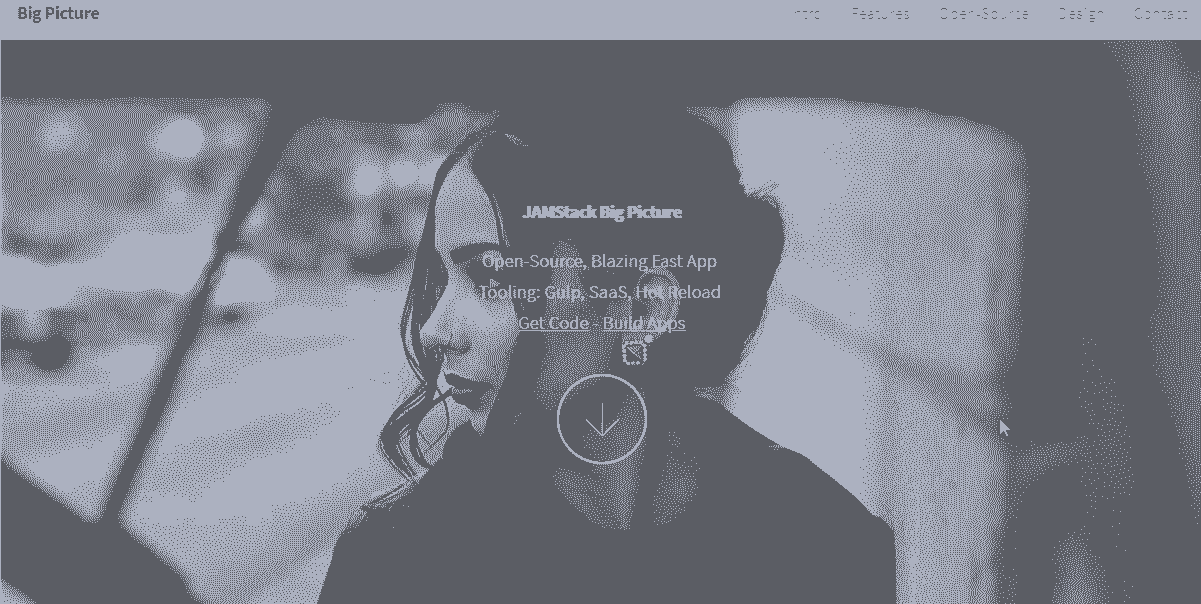 Big Picture
Intro Features Open-Source Design Contact
JAMStack Big Picture
Open-Source, Blazing Fast App
Tooling: Gulp, SaaS, Hot Reload
Get Code - Build Apps